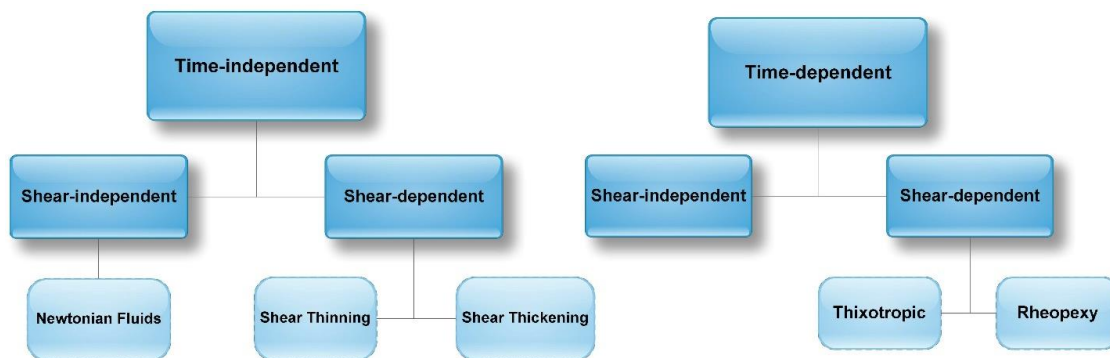 Time-independent
Time-dependent
Shear-independent
Shear-dependent
Shear-independent
Shear-dependent
Newtonian Fluids
Shear Thinning
Shear Thickening
Thixotropic
Rheopexy